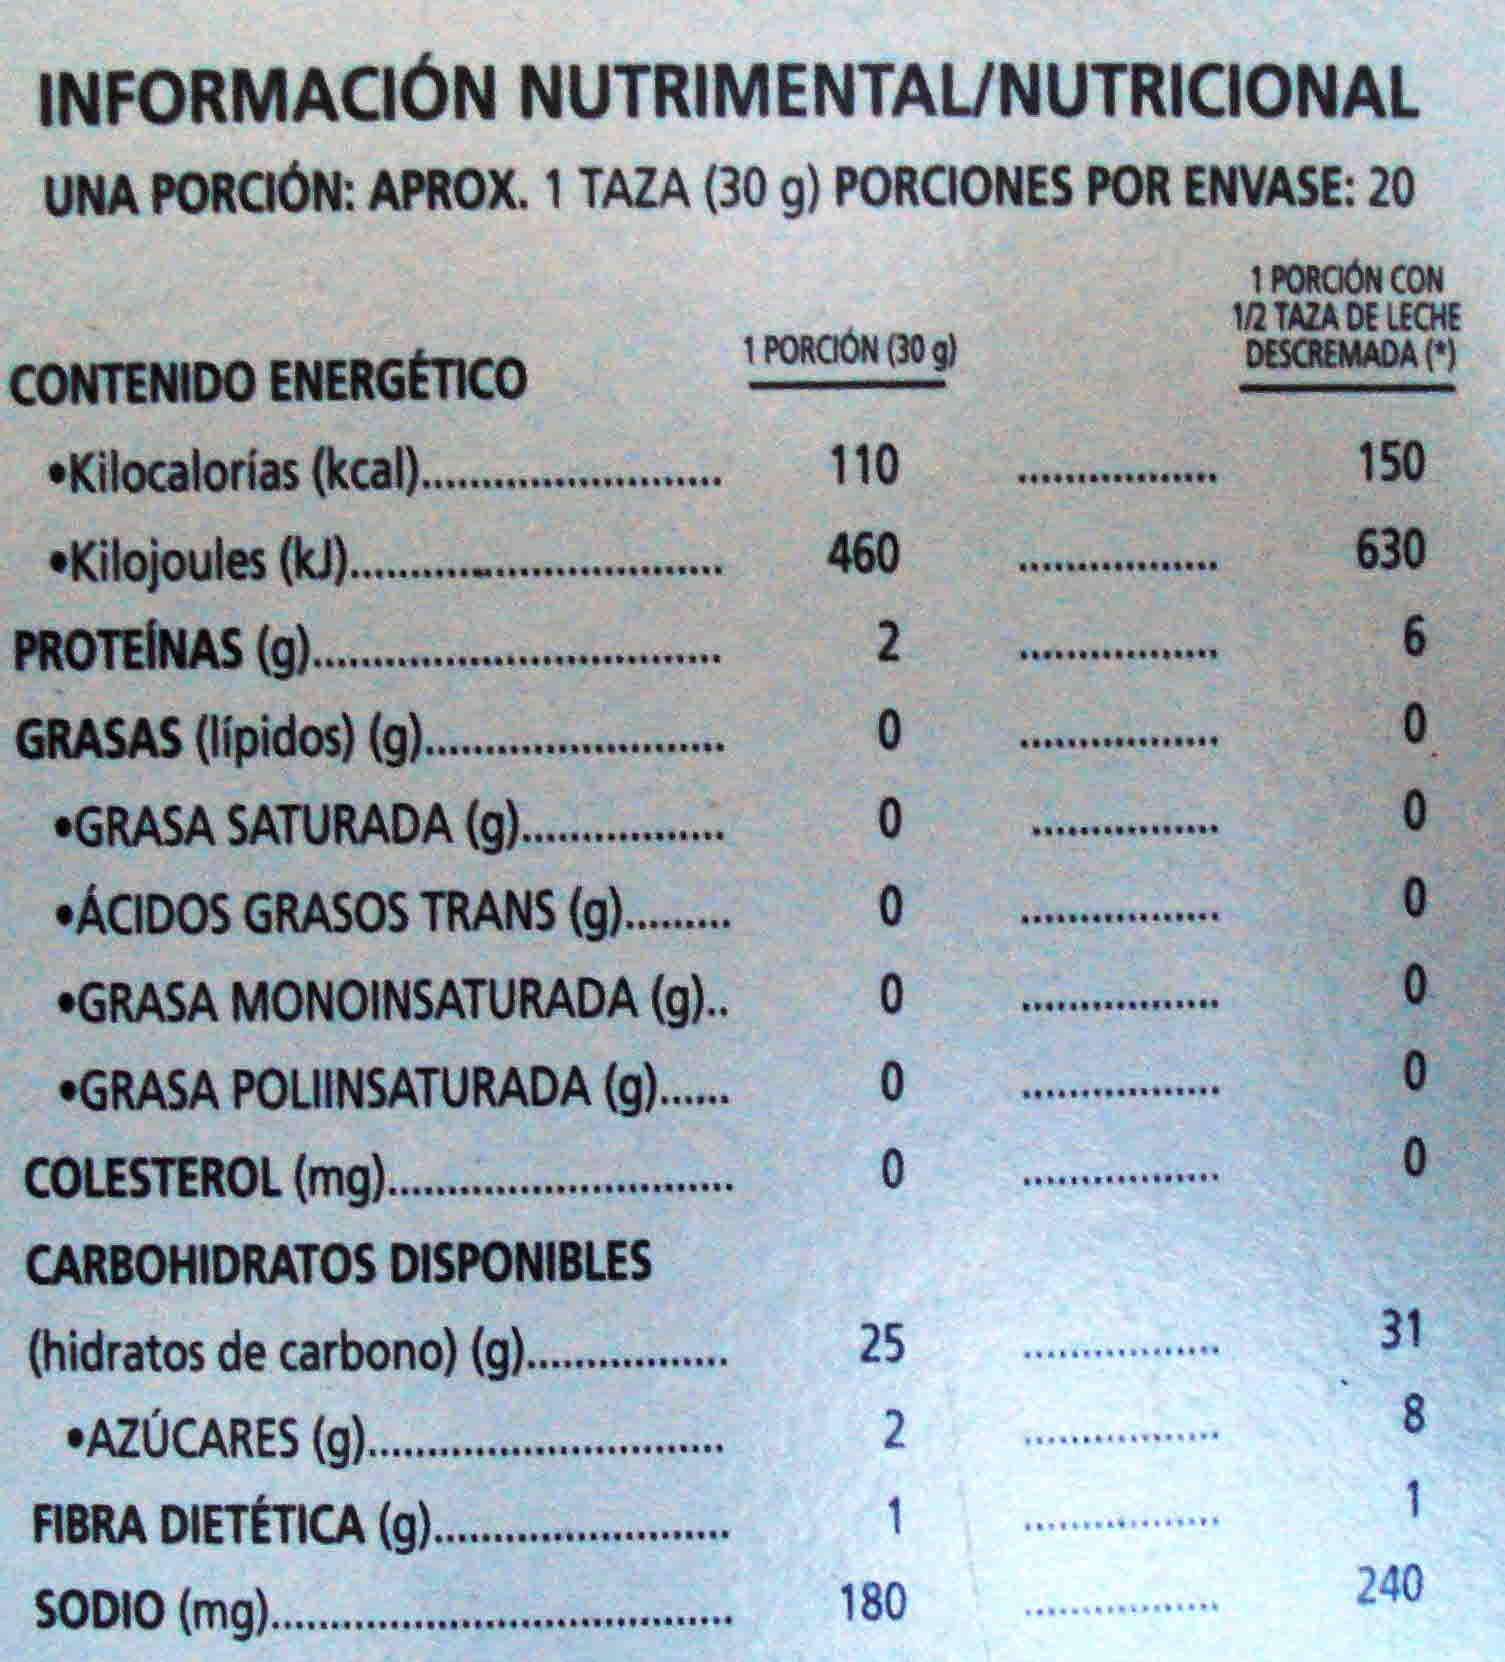 INFORMACIÓN NUTRIMENTAL/NUTRICIONAL
UNA PORCIÓN: APROX. 1 TAZA (30 g) PORCIONES POR ENVASE: 20
1 PORCIÓN CON
1/2 TAZA DE LECHE
DESCREMADA (*)
1 PORCIÓN (30 g)
CONTENIDO ENERGÉTICO
•Kilocalorías (kcal)......................... 110 ................. 150
•Kilojoules (kJ)............................... 460 ................. 630
PROTEÍNAS (g).................................. 2 ................. 6
GRASAS (lípidos) (g)......................... 0 ................. 0
•GRASA SATURADA (g)................. 0 ................ 0
•ÁCIDOS GRASOS TRANS (g)......... 0 ................. 0
•GRASA MONOINSATURADA (g).. 0 ................. 0
•GRASA POLIINSATURADA (g)...... 0 ................. 0
COLESTEROL (mg)............................. 0 ................. 0
CARBOHIDRATOS DISPONIBLES
(hidratos de carbono) (g)................. 25 ................. 31
•AZÚCARES (g).............................. 2 ................. 8
FIBRA DIETÉTICA (g)......................... 1 ................. 1
SODIO (mg)....................................... 180 ................. 240